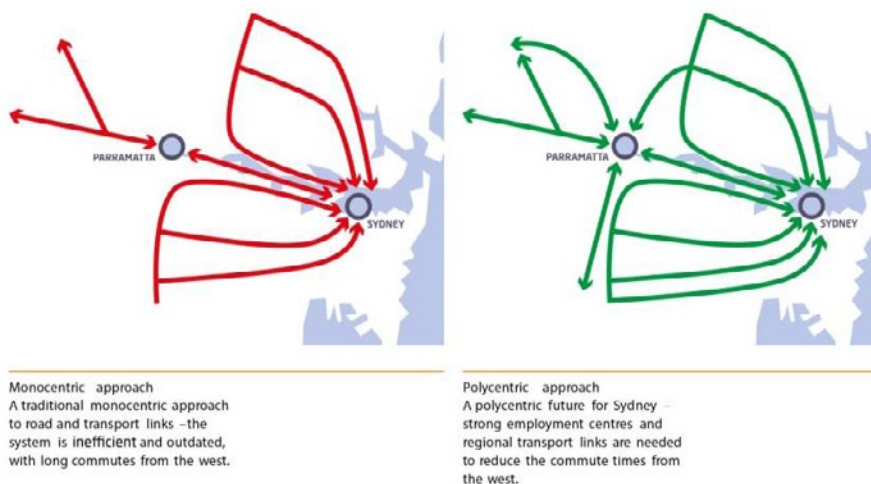 PARRAMATTA
SYDNEY
PARRAMATTA
SYDNEY
Monocentric approach
A traditional monocentric approach
to road and transport links –the
system is inefficient and outdated,
with long commutes from the west.
Polycentric approach
A polycentric future for Sydney –
strong employment centres and
regional transport links are needed
to reduce the commute times from
the west.